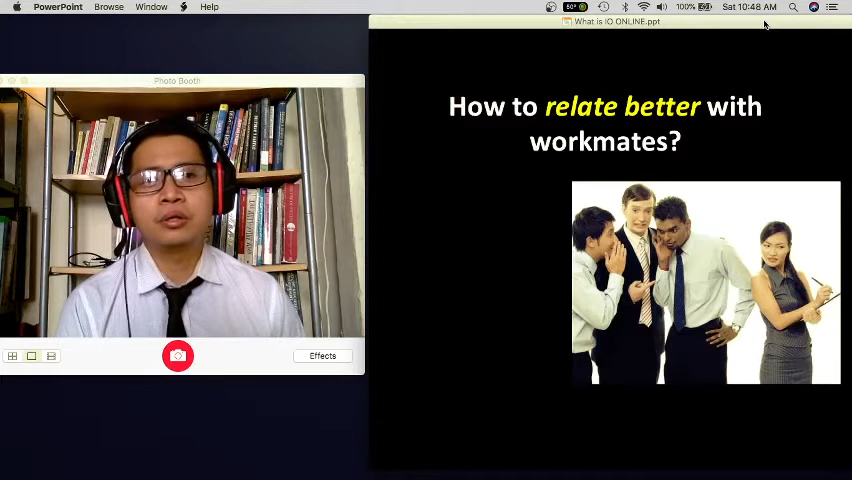 PowerPoint Browse Window Help
50° 100% Sat 10:48 AM
What is IO ONLINE.ppt
Photo Booth
How to relate better with
workmates?
Effects